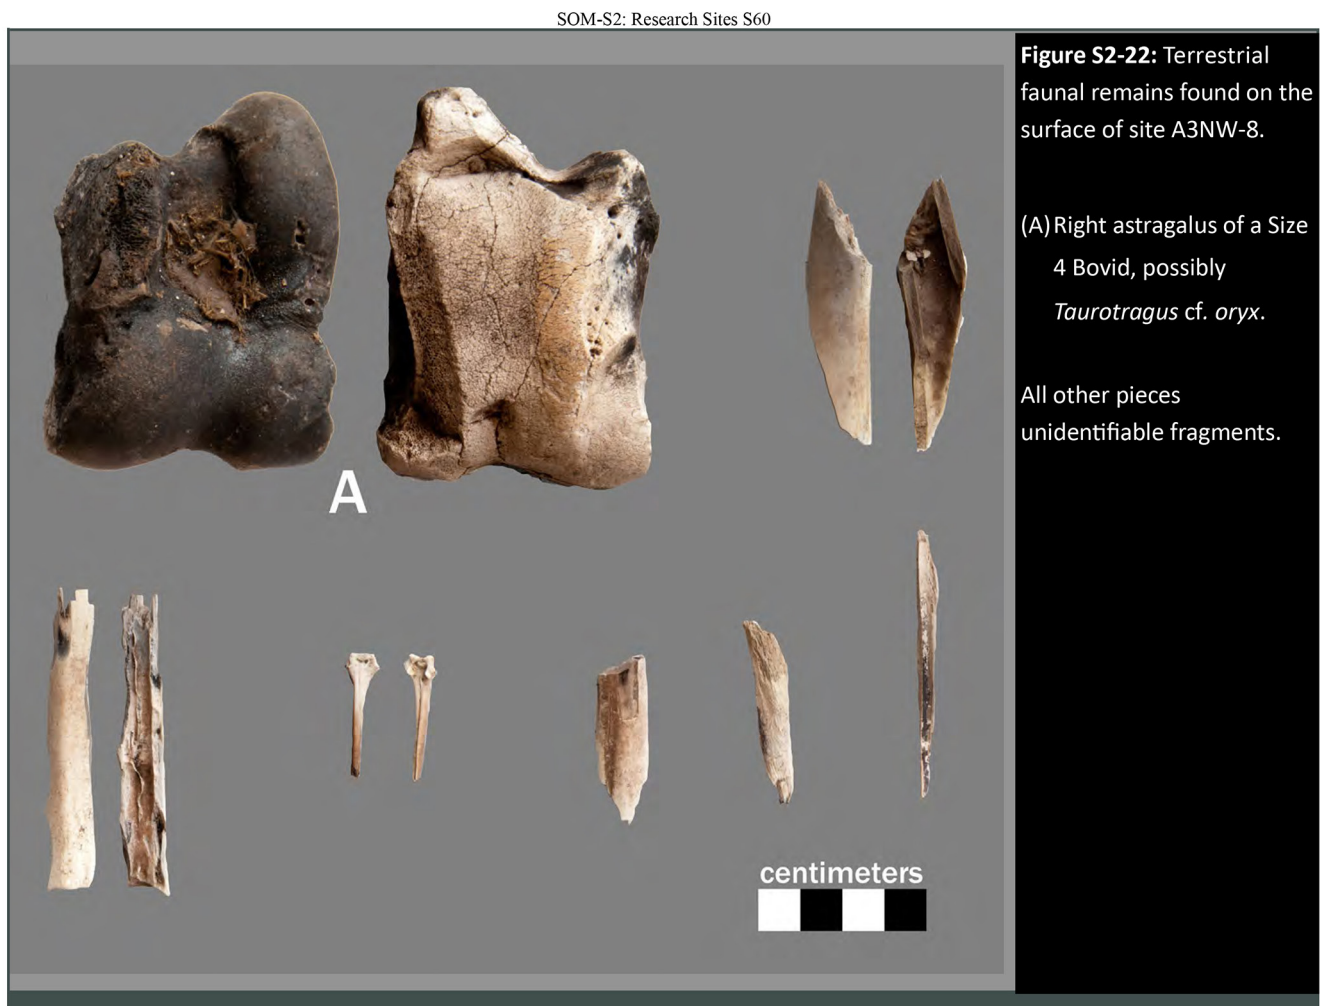 SOM-S2: Research Sites S60
Figure S2-22: Terrestrial
faunal remains found on the
surface of site A3NW-8.
(A) Right astragalus of a Size
4 Bovid, possibly
Taurotragus cf. oryx.
All other pieces
unidentifiable fragments.
A
centimeters